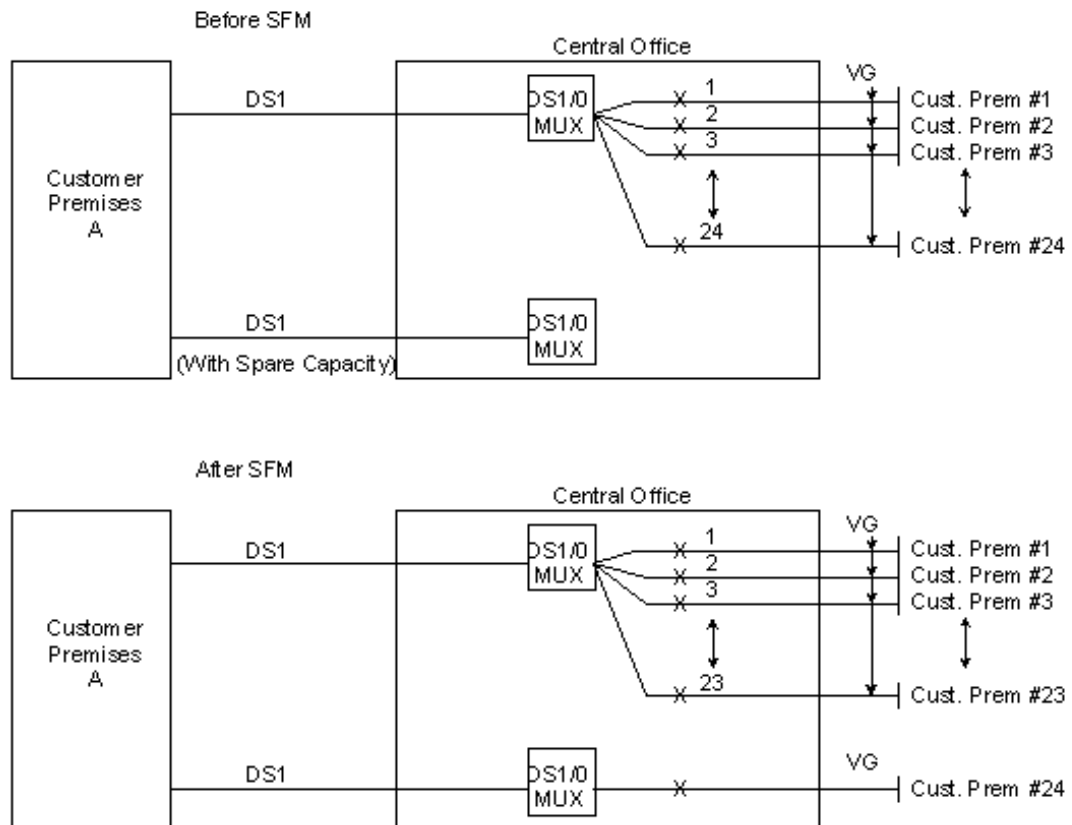 Before SFM
Central Office
VG
DS1
DS1/0
MUX
1
2
3
24
Cust. Prem #1
Cust. Prem #2
Cust. Prem #3
Cust. Prem #24
Customer
Premises
A
X
X
X
X
DS1
(With Spare Capacity)
DS1/0
MUX
After SFM
Central Office
VG
DS1
DS1/0
MUX
1
2
3
23
Cust. Prem #1
Cust. Prem #2
Cust. Prem #3
Cust. Prem #23
Customer
Premises
A
X
X
X
X
DS1
DS1/0
MUX
X
VG
Cust. Prem #24